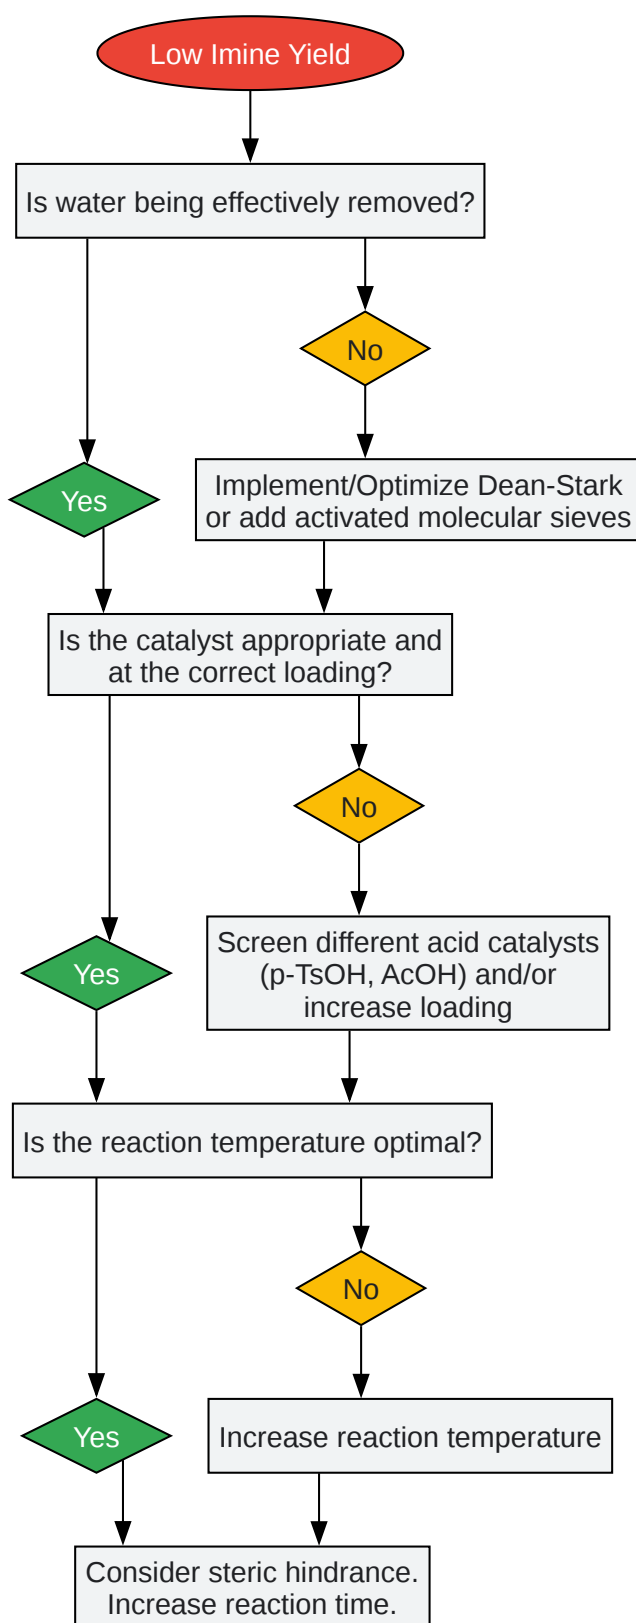 Low Imine Yield
Is water being effectively removed?
No
Yes
Implement/Optimize Dean-Stark
or add activated molecular sieves
Is the catalyst appropriate and
at the correct loading?
No
Screen different acid catalysts
(p-TsOH, AcOH) and/or
increase loading
Yes
Is the reaction temperature optimal?
No
Yes
Increase reaction temperature
Consider steric hindrance.
Increase reaction time.